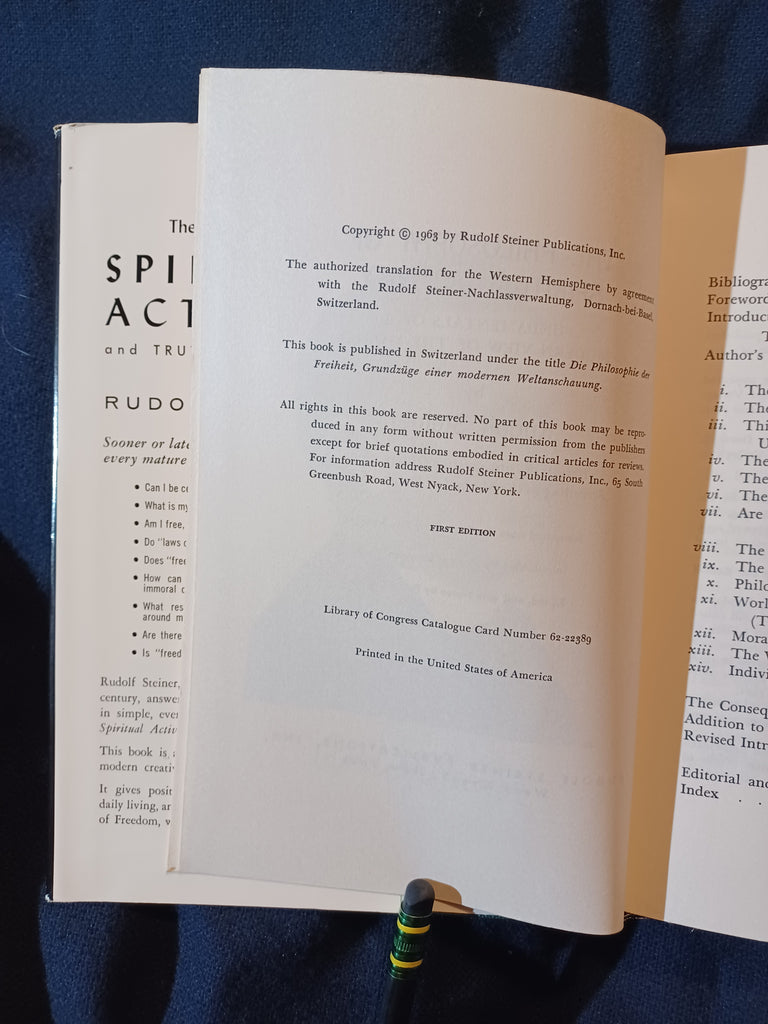 The
SPI
ACT
and TRU
RUDO
Sooner or late
every mature
• Can I be ce
• What is my
• Am I free,
• Do "laws o
• Does "free
• How can
immoral c
• What res
around m
• Are there
• Is "freed
Rudolf Steiner,
century, answe
in simple, ever
Spiritual Activ
This book is
modern creati
It gives posit
daily living, ar
of Freedom, w
Copyright © 1963 by Rudolf Steiner Publications, Inc.
The authorized translation for the Western Hemisphere by agreement
with the Rudolf Steiner-Nachlassverwaltung, Dornach-bei-Basel,
Switzerland.
This book is published in Switzerland under the title Die Philosophie der
Freiheit, Grundzüge einer modernen Weltanschauung.
All rights in this book are reserved. No part of this book may be repro-
duced in any form without written permission from the publishers
except for brief quotations embodied in critical articles for reviews.
For information address Rudolf Steiner Publications, Inc., 65 South
Greenbush Road, West Nyack, New York.
FIRST EDITION
Library of Congress Catalogue Card Number 62-22389
Printed in the United States of America
Bibliogra
Foreword
Introduc
T
Author's
i. The
ii. The
iii. Thi
U
iv. The
v. The
vi. The
vii. Are
viii. The
ix. The
x. Philo
xi. Worl
(T
xii. Mora
xiii. The V
xiv. Indivi
The Conseq
Addition to
Revised Intr
Editorial and
Index . .